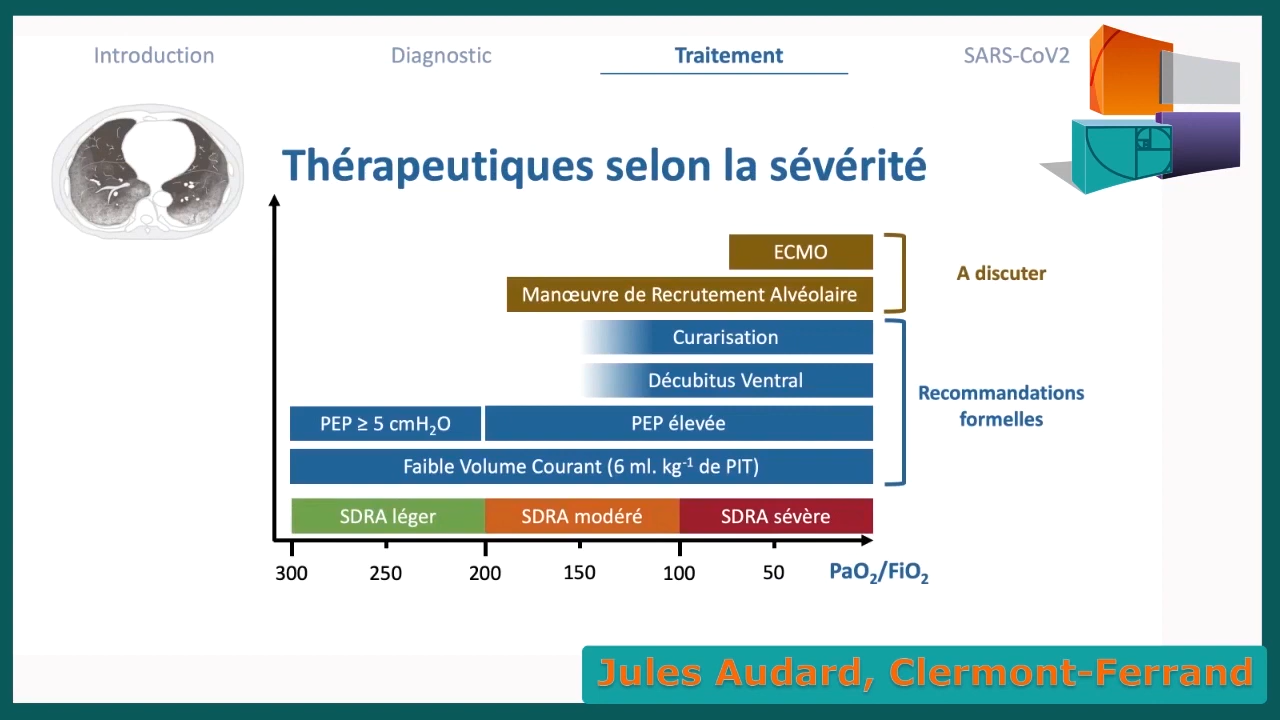 Introduction
Diagnostic
Traitement
SARS-CoV2
Thérapeutiques selon la sévérité
ECMO
A discuter
Manœuvre de Recrutement Alvéolaire
Curarisation
Décubitus Ventral
Recommandations
formelles
PEP ≥ 5 cmH₂O
PEP élevée
Faible Volume Courant (6 ml. kg⁻¹ de PIT)
SDRA léger
SDRA modéré
SDRA sévère
300
250
200
150
100
50
PaO₂/FiO₂
Jules Audard, Clermont-Ferrand